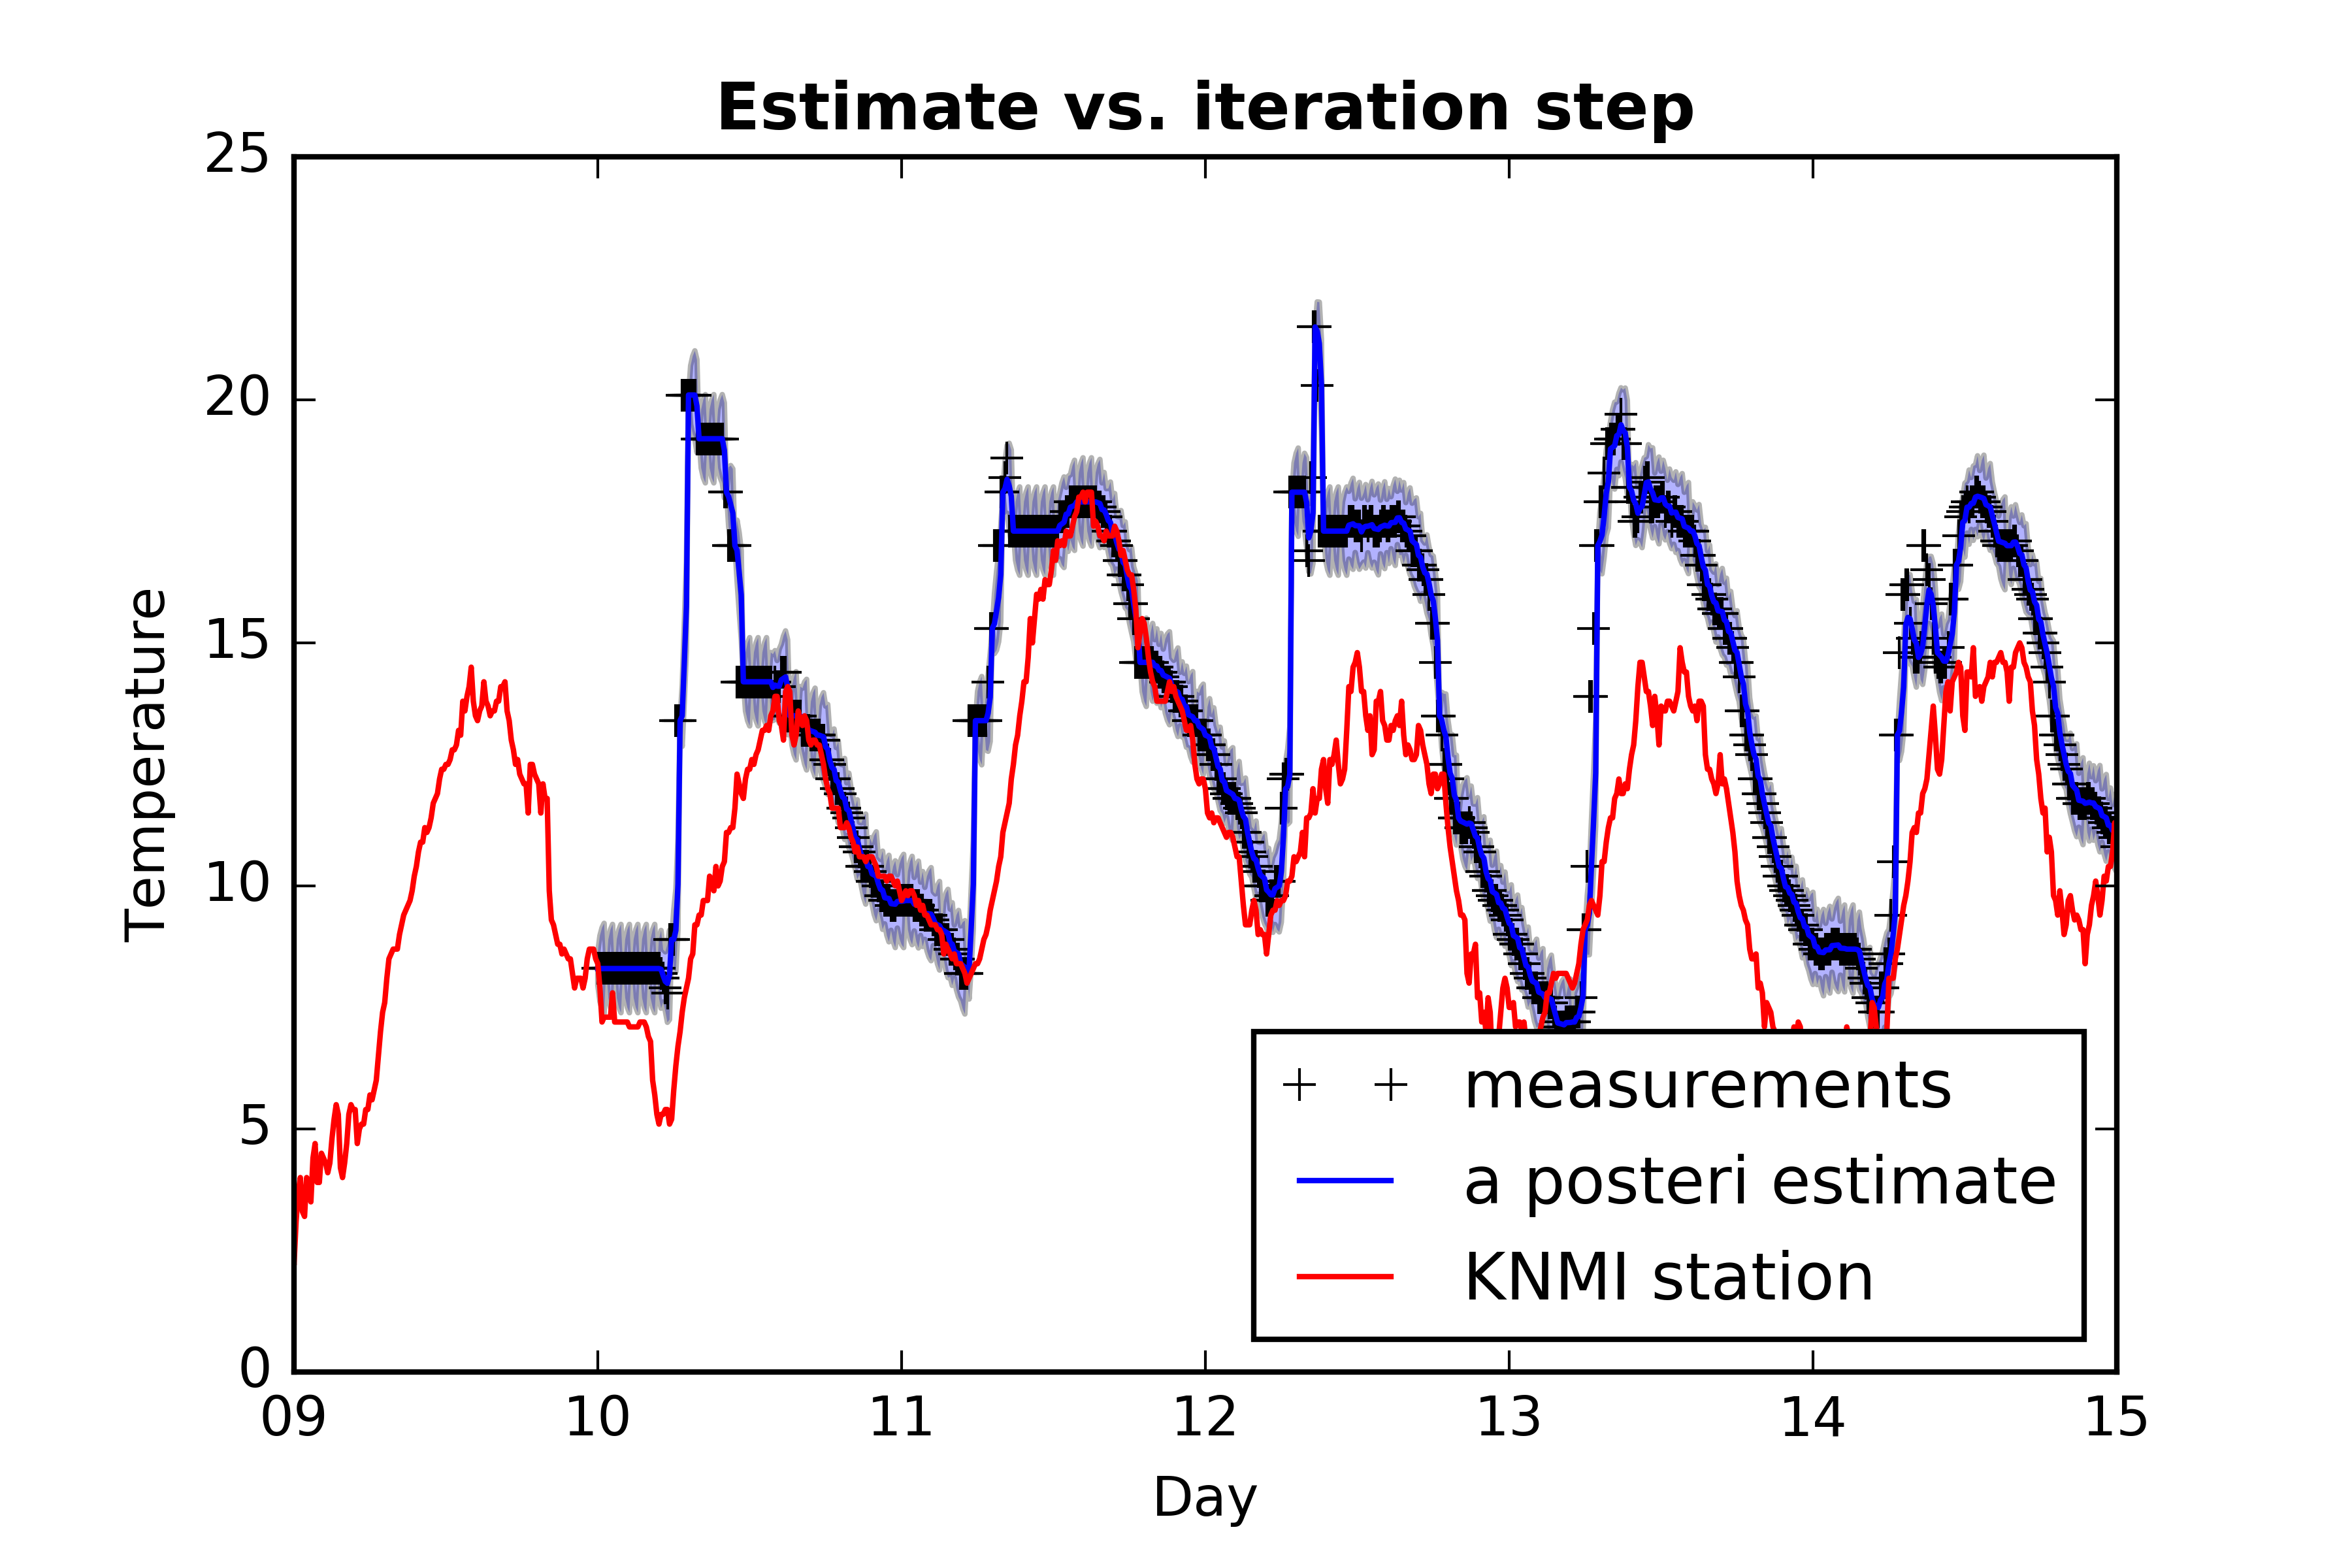 Estimate vs. iteration step
25
20
15
10
5
0
Temperature
measurements
a posteri estimate
KNMI station
09 10 11 12 13 14 15
Day